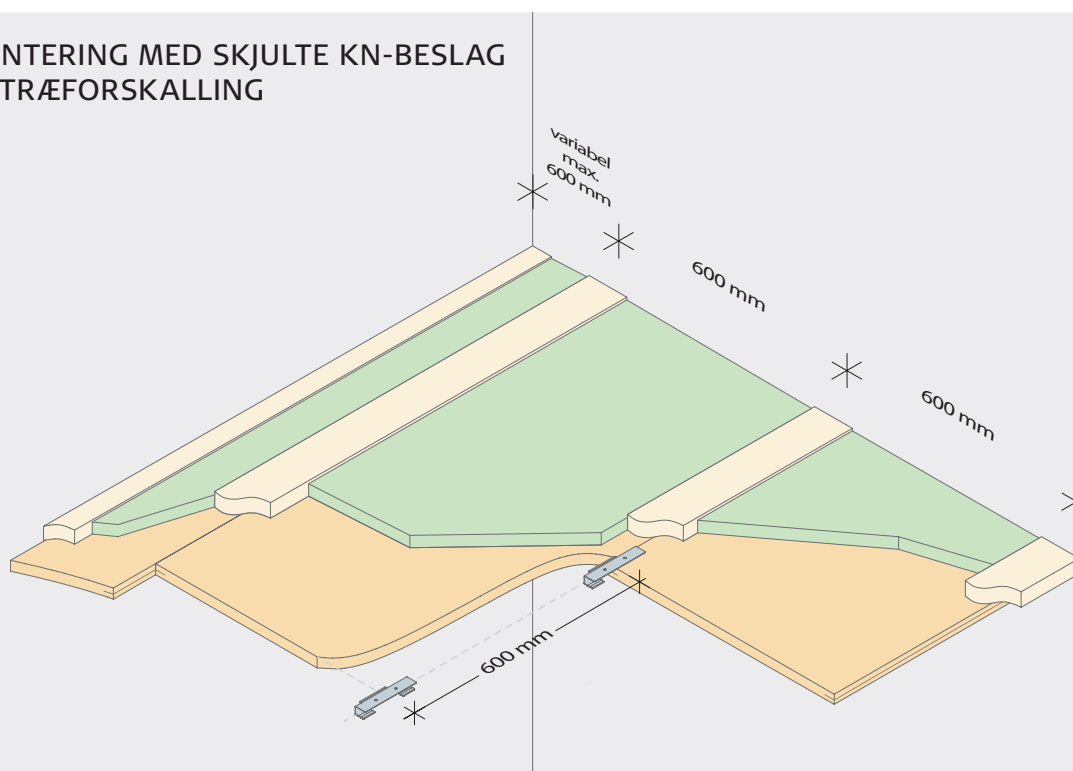 NTERING MED SKJULTE KN-BESLAG
TRÆFORSKALLING
variabel
max.
600 mm
600 mm
600 mm
600 mm